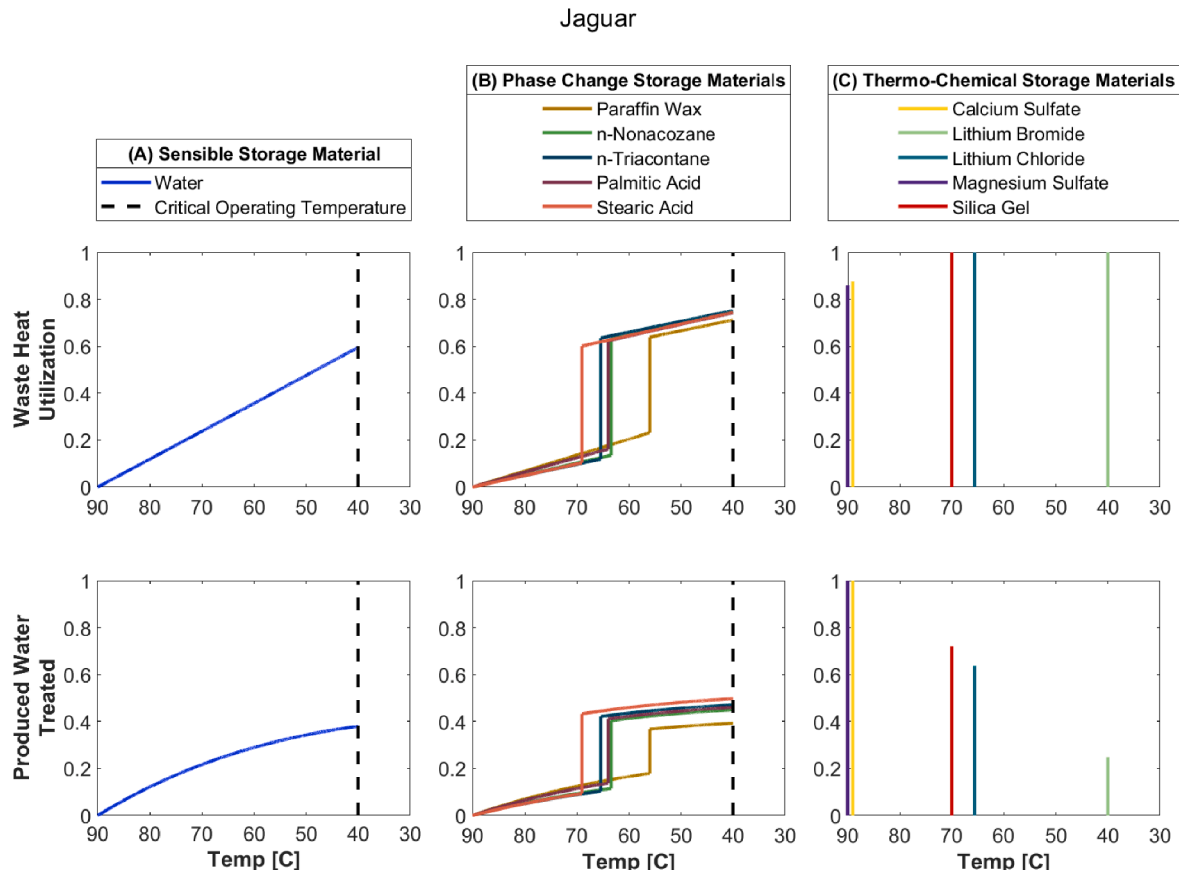 Jaguar
(A) Sensible Storage Material
Water
Critical Operating Temperature
(B) Phase Change Storage Materials
Paraffin Wax
n-Nonacozane
n-Triacontane
Palmitic Acid
Stearic Acid
(C) Thermo-Chemical Storage Materials
Calcium Sulfate
Lithium Bromide
Lithium Chloride
Magnesium Sulfate
Silica Gel
Waste Heat
Utilization
1
0.8
0.6
0.4
0.2
0
90 80 70 60 50 40 30
1
0.8
0.6
0.4
0.2
0
90 80 70 60 50 40 30
1
0.8
0.6
0.4
0.2
0
90 80 70 60 50 40 30
Produced Water
Treated
1
0.8
0.6
0.4
0.2
0
90 80 70 60 50 40 30
Temp [C]
1
0.8
0.6
0.4
0.2
0
90 80 70 60 50 40 30
Temp [C]
1
0.8
0.6
0.4
0.2
0
90 80 70 60 50 40 30
Temp [C]